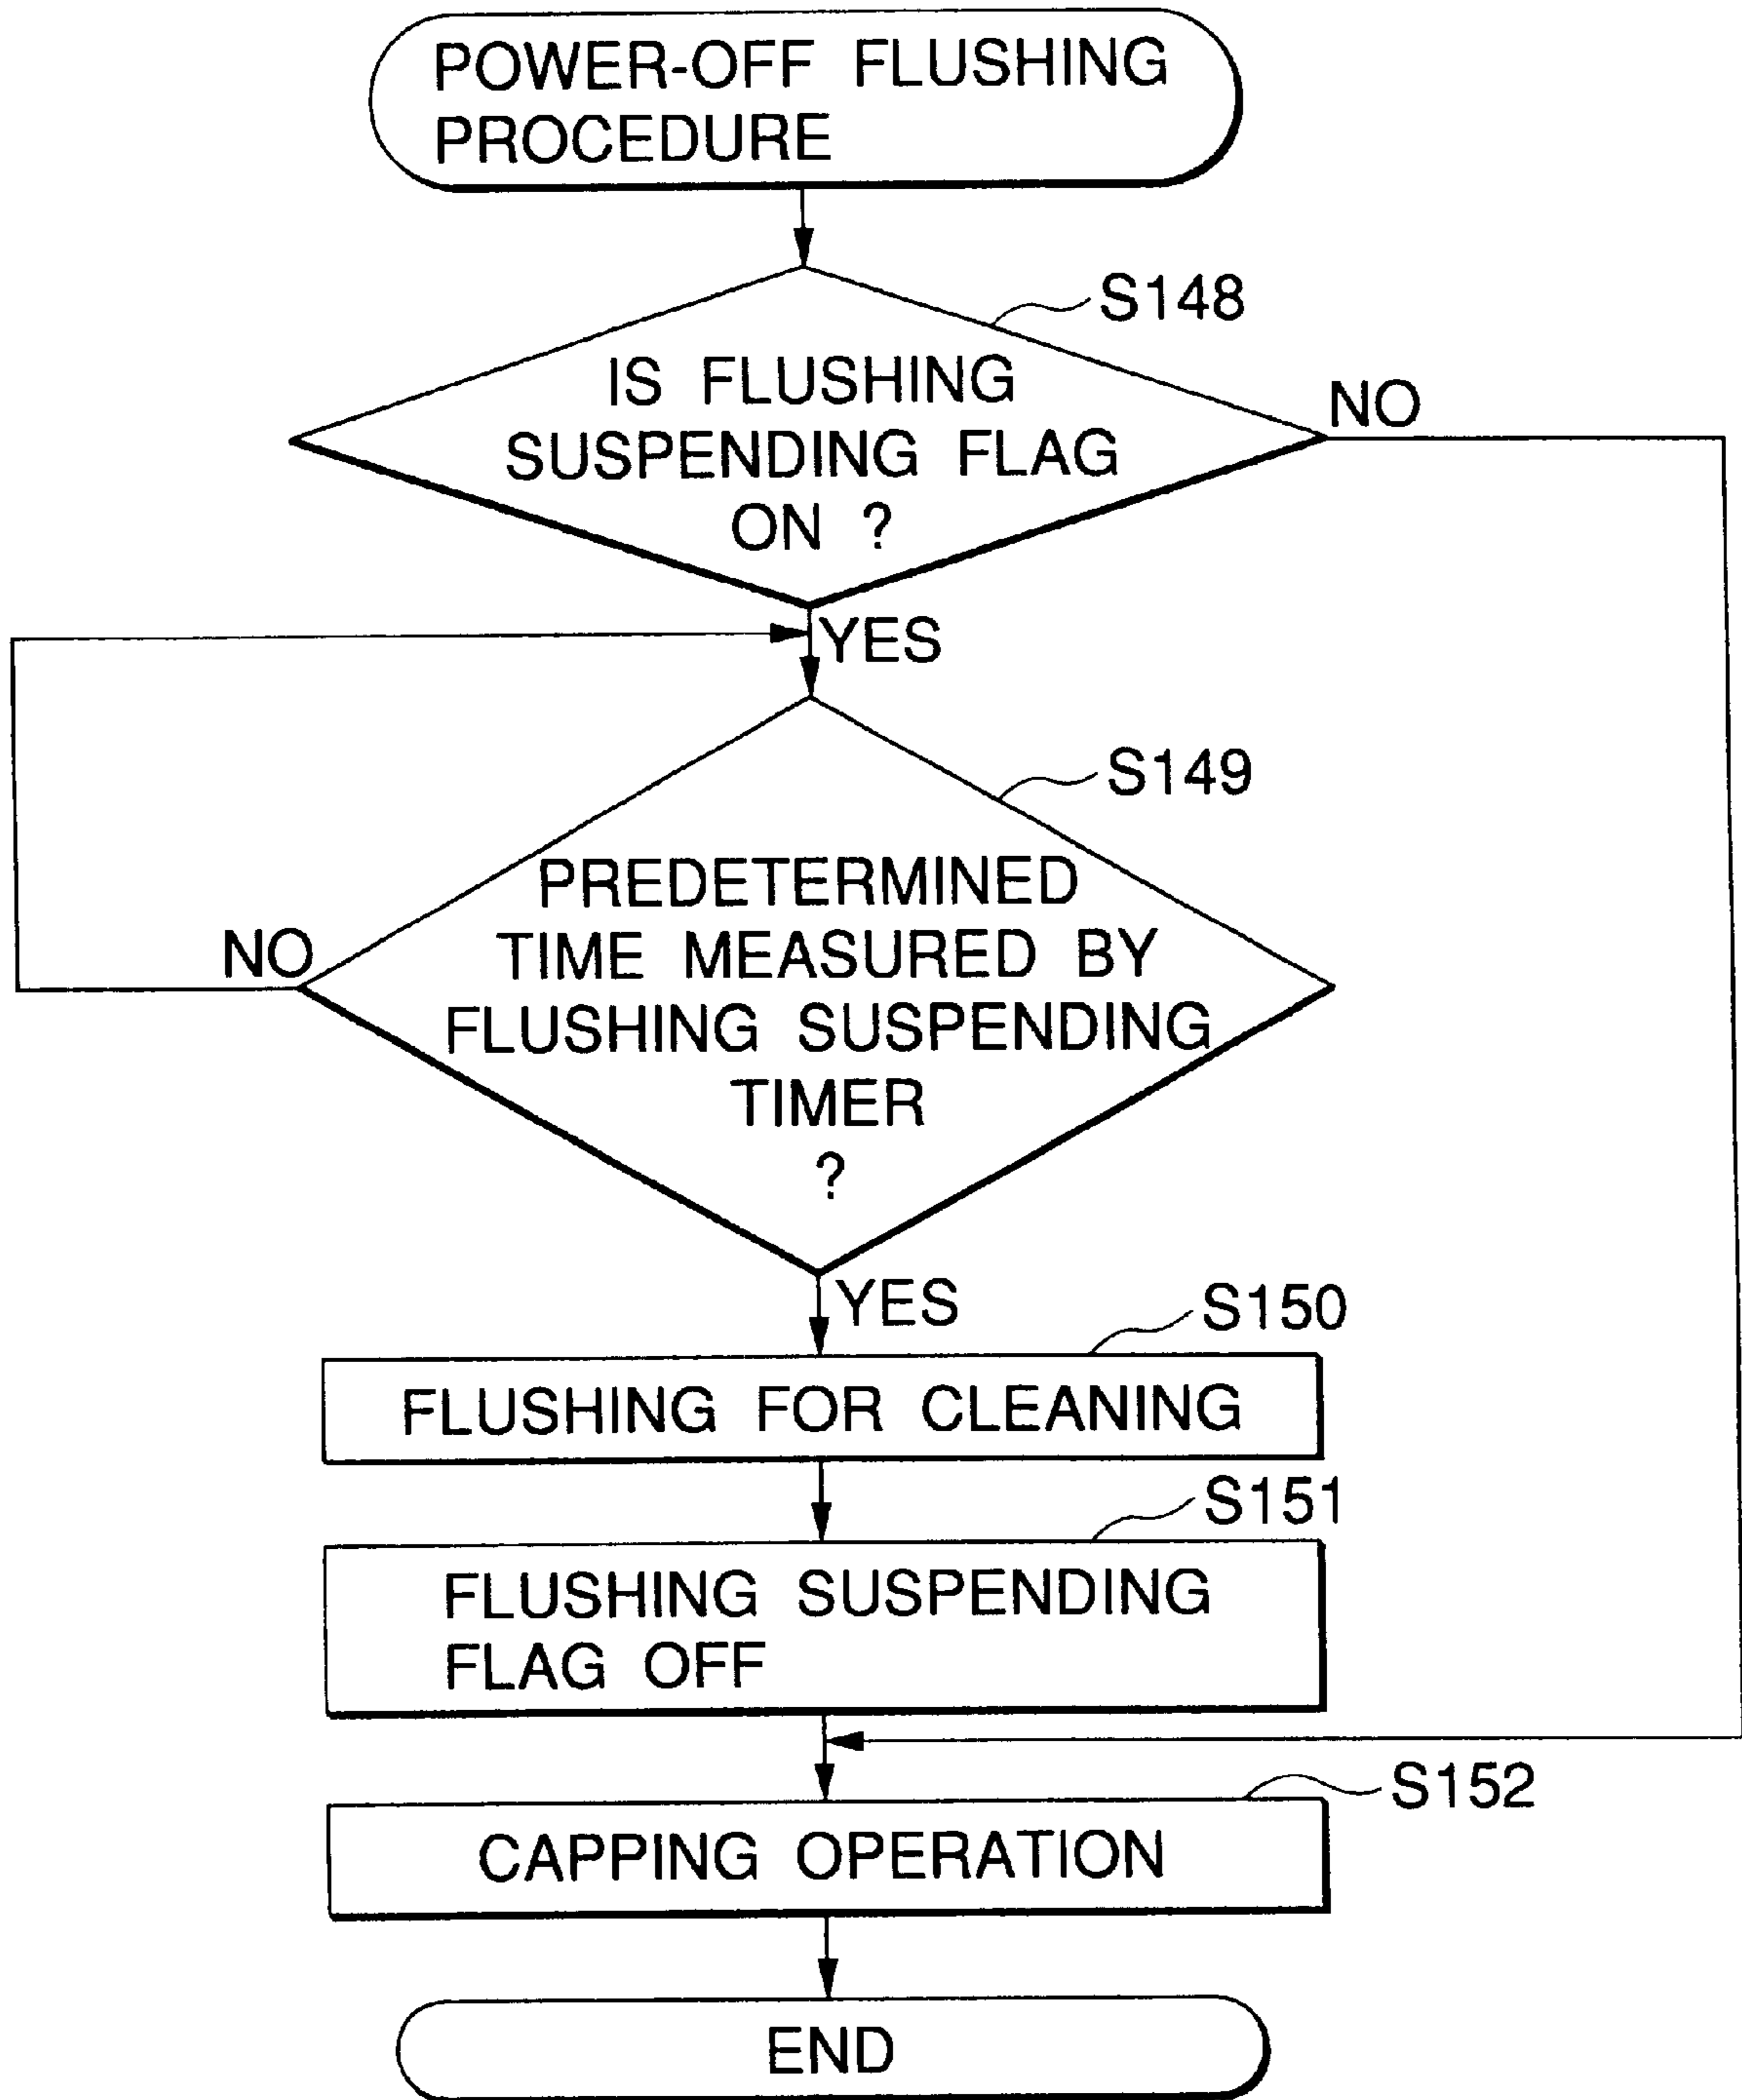 POWER-OFF FLUSHING
PROCEDURE
S148
IS FLUSHING
SUSPENDING FLAG
ON ?
NO
YES
S149
PREDETERMINED
TIME MEASURED BY
FLUSHING SUSPENDING
TIMER
?
NO
YES
S150
FLUSHING FOR CLEANING
S151
FLUSHING SUSPENDING
FLAG OFF
S152
CAPPING OPERATION
END